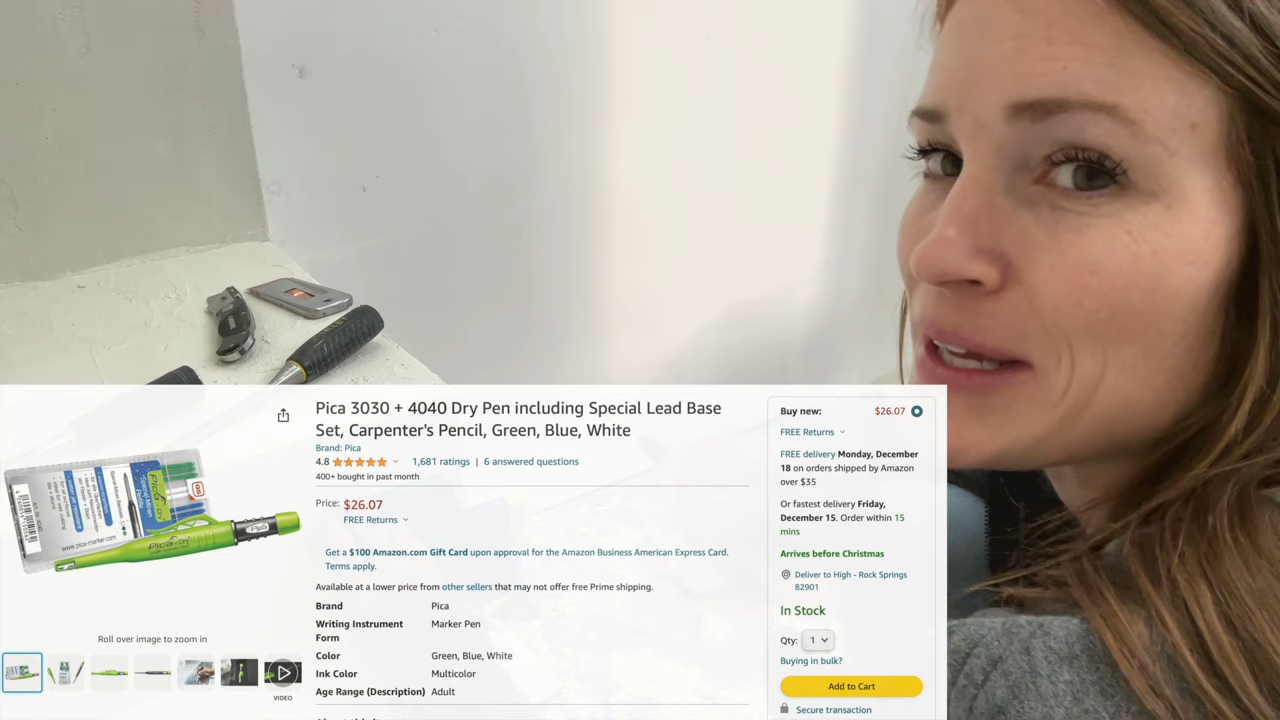 Pica 3030 + 4040 Dry Pen including Special Lead Base
Set, Carpenter's Pencil, Green, Blue, White
Brand: Pica
4.8
1,681 ratings | 6 answered questions
400+ bought in past month
Price: $26.07
FREE Returns
Get a $100 Amazon.com Gift Card upon approval for the Amazon Business American Express Card.
Terms apply.
Available at a lower price from other sellers that may not offer free Prime shipping.
Brand Pica
Writing Instrument Marker Pen
Form
Color Green, Blue, White
Ink Color Multicolor
Age Range (Description) Adult
Pica
www.pica-marker.com
Roll over image to zoom in
VIDEO
Buy new: $26.07
FREE Returns
FREE delivery Monday, December
18 on orders shipped by Amazon
over $35
Or fastest delivery Friday,
December 15. Order within 15
mins
Arrives before Christmas
Deliver to High - Rock Springs
82901
In Stock
Qty: 1
Buying in bulk?
Add to Cart
Secure transaction